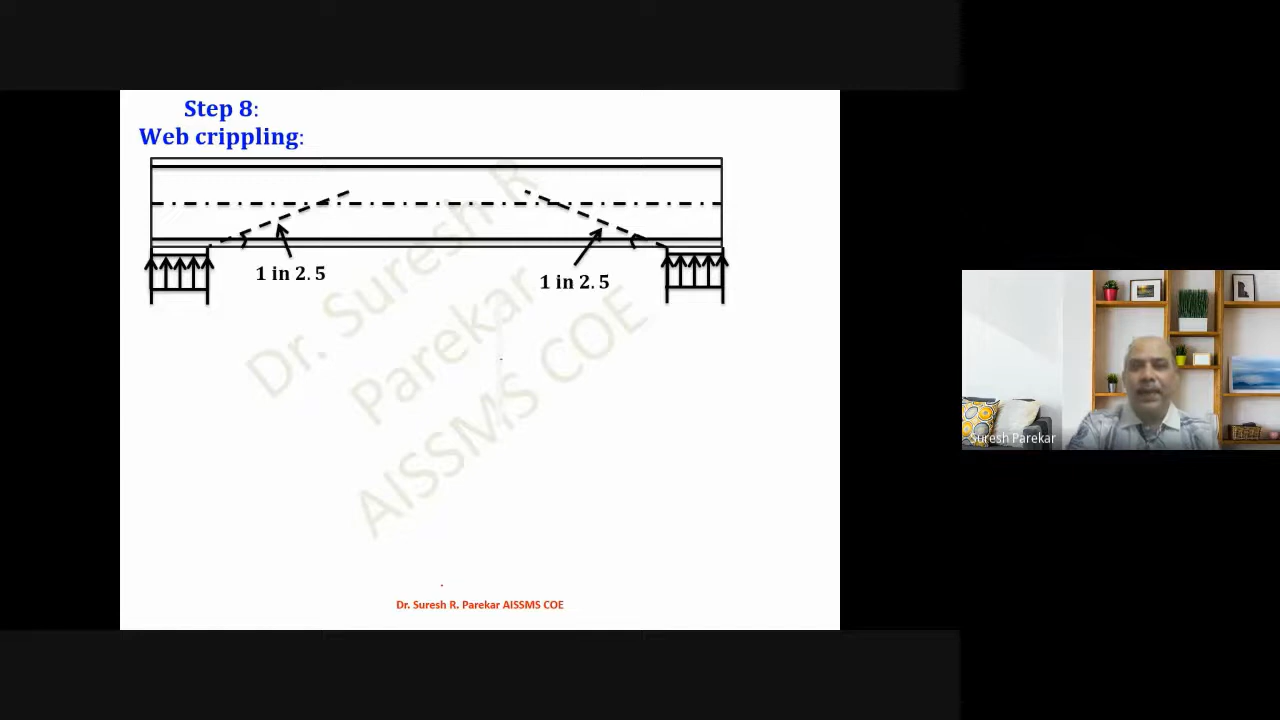 Step 8:
Web crippling:
1 in 2.5
1 in 2.5
Dr. Suresh R
Parekar
AISSMS COE
Suresh Parekar
Dr. Suresh R. Parekar AISSMS COE